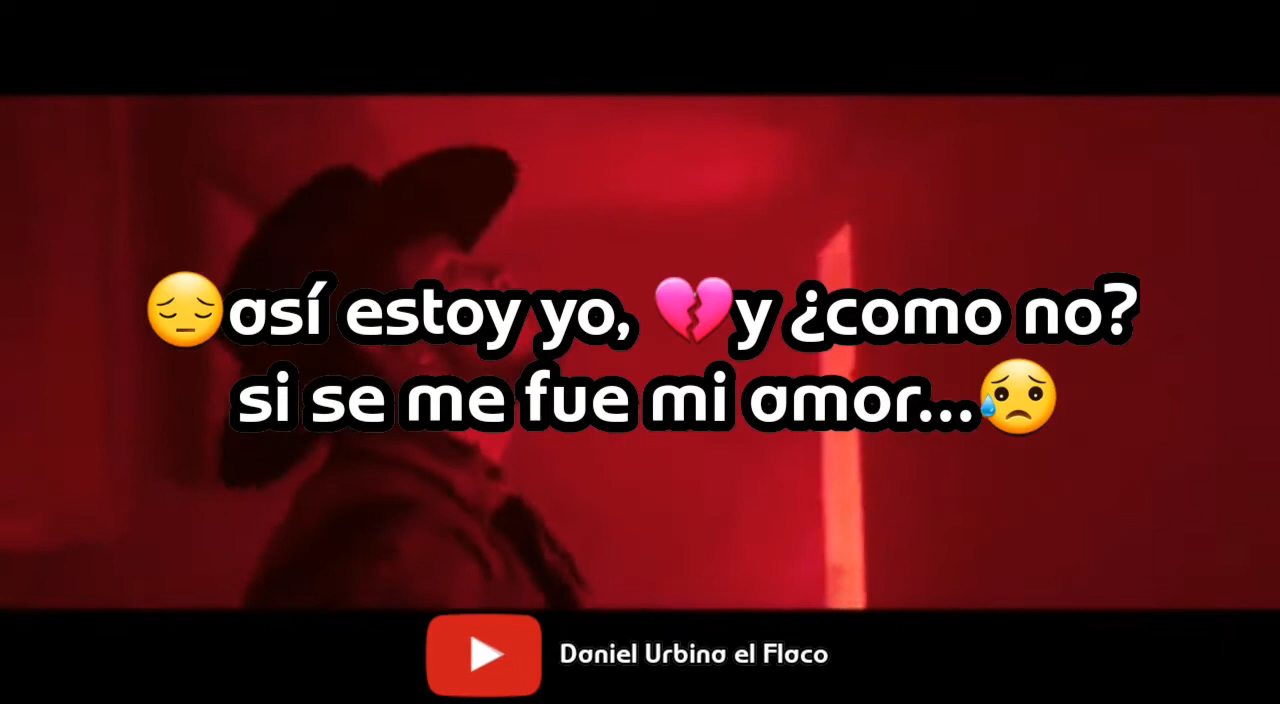 😔así estoy yo, 💔y ¿como no?
si se me fue mi amor...😥
Daniel Urbina el Flaco